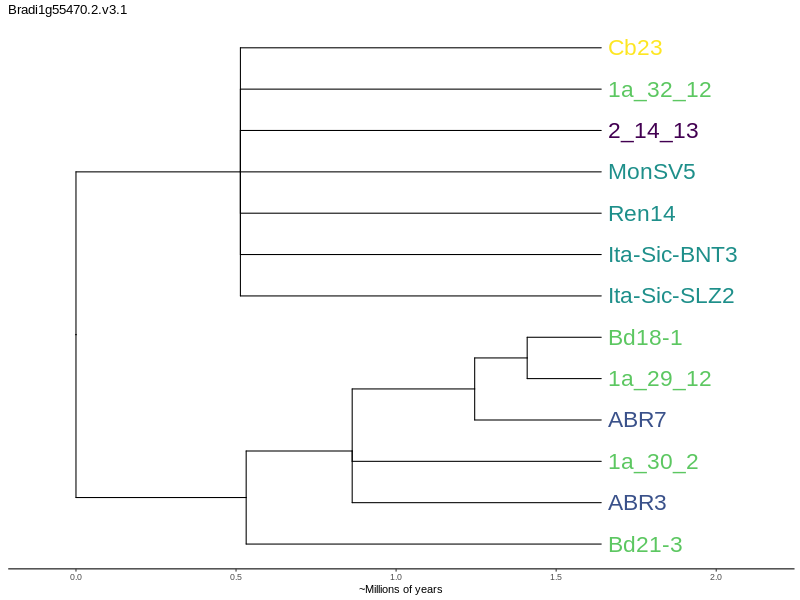 Bradi1g55470.2.v3.1
Cb23
1a_32_12
2_14_13
MonSV5
Ren14
Ita-Sic-BNT3
Ita-Sic-SLZ2
Bd18-1
1a_29_12
ABR7
1a_30_2
ABR3
Bd21-3
0.0 0.5 1.0 1.5 2.0
~Millions of years